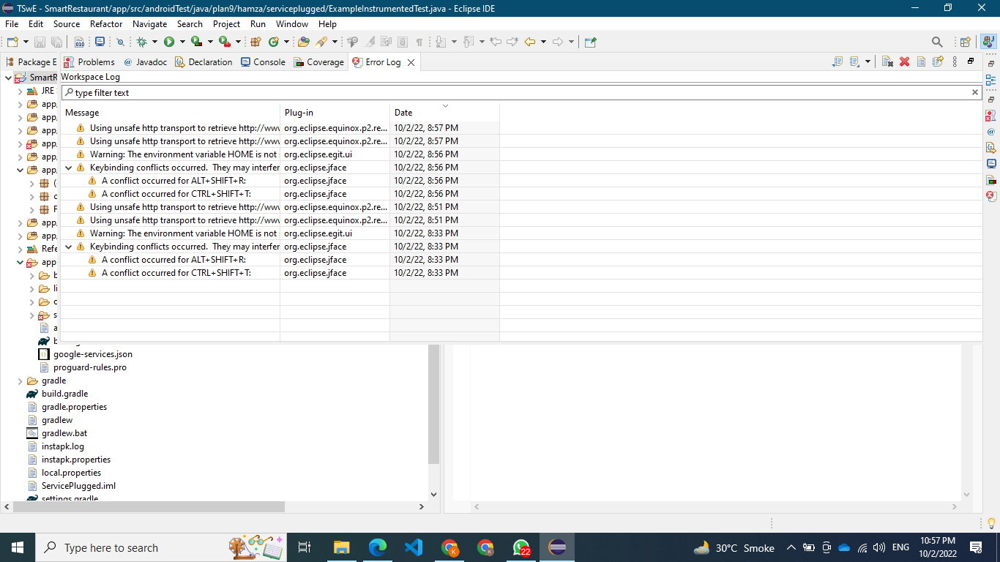 TSwE - SmartRestaurant/app/src/androidTest/java/plan9/hamza/serviceplugged/ExampleInstrumentedTest.java - Eclipse IDE
File Edit Source Refactor Navigate Search Project Run Window Help
Package E Problems @ Javadoc Declaration Console Coverage Error Log
SmartR
JRE
app
app
app
app
app
app
(
c
F
app
app
Refe
app
b
li
c
s
a
b
Workspace Log
type filter text
Message Plug-in Date
Using unsafe http transport to retrieve http://ww org.eclipse.equinox.p2.re... 10/2/22, 8:57 PM
Using unsafe http transport to retrieve http://ww org.eclipse.equinox.p2.re... 10/2/22, 8:57 PM
Warning: The environment variable HOME is not org.eclipse.egit.ui 10/2/22, 8:56 PM
Keybinding conflicts occurred. They may interfer org.eclipse.jface 10/2/22, 8:56 PM
A conflict occurred for ALT+SHIFT+R: org.eclipse.jface 10/2/22, 8:56 PM
A conflict occurred for CTRL+SHIFT+T: org.eclipse.jface 10/2/22, 8:56 PM
Using unsafe http transport to retrieve http://ww org.eclipse.equinox.p2.re... 10/2/22, 8:51 PM
Using unsafe http transport to retrieve http://ww org.eclipse.equinox.p2.re... 10/2/22, 8:51 PM
Warning: The environment variable HOME is not org.eclipse.egit.ui 10/2/22, 8:33 PM
Keybinding conflicts occurred. They may interfer org.eclipse.jface 10/2/22, 8:33 PM
A conflict occurred for ALT+SHIFT+R: org.eclipse.jface 10/2/22, 8:33 PM
A conflict occurred for CTRL+SHIFT+T: org.eclipse.jface 10/2/22, 8:33 PM
google-services.json
proguard-rules.pro
gradle
build.gradle
gradle.properties
gradlew
gradlew.bat
instapk.log
instapk.properties
local.properties
ServicePlugged.iml
settings.gradle
Type here to search
22
30°C Smoke
ENG
10:57 PM
10/2/2022